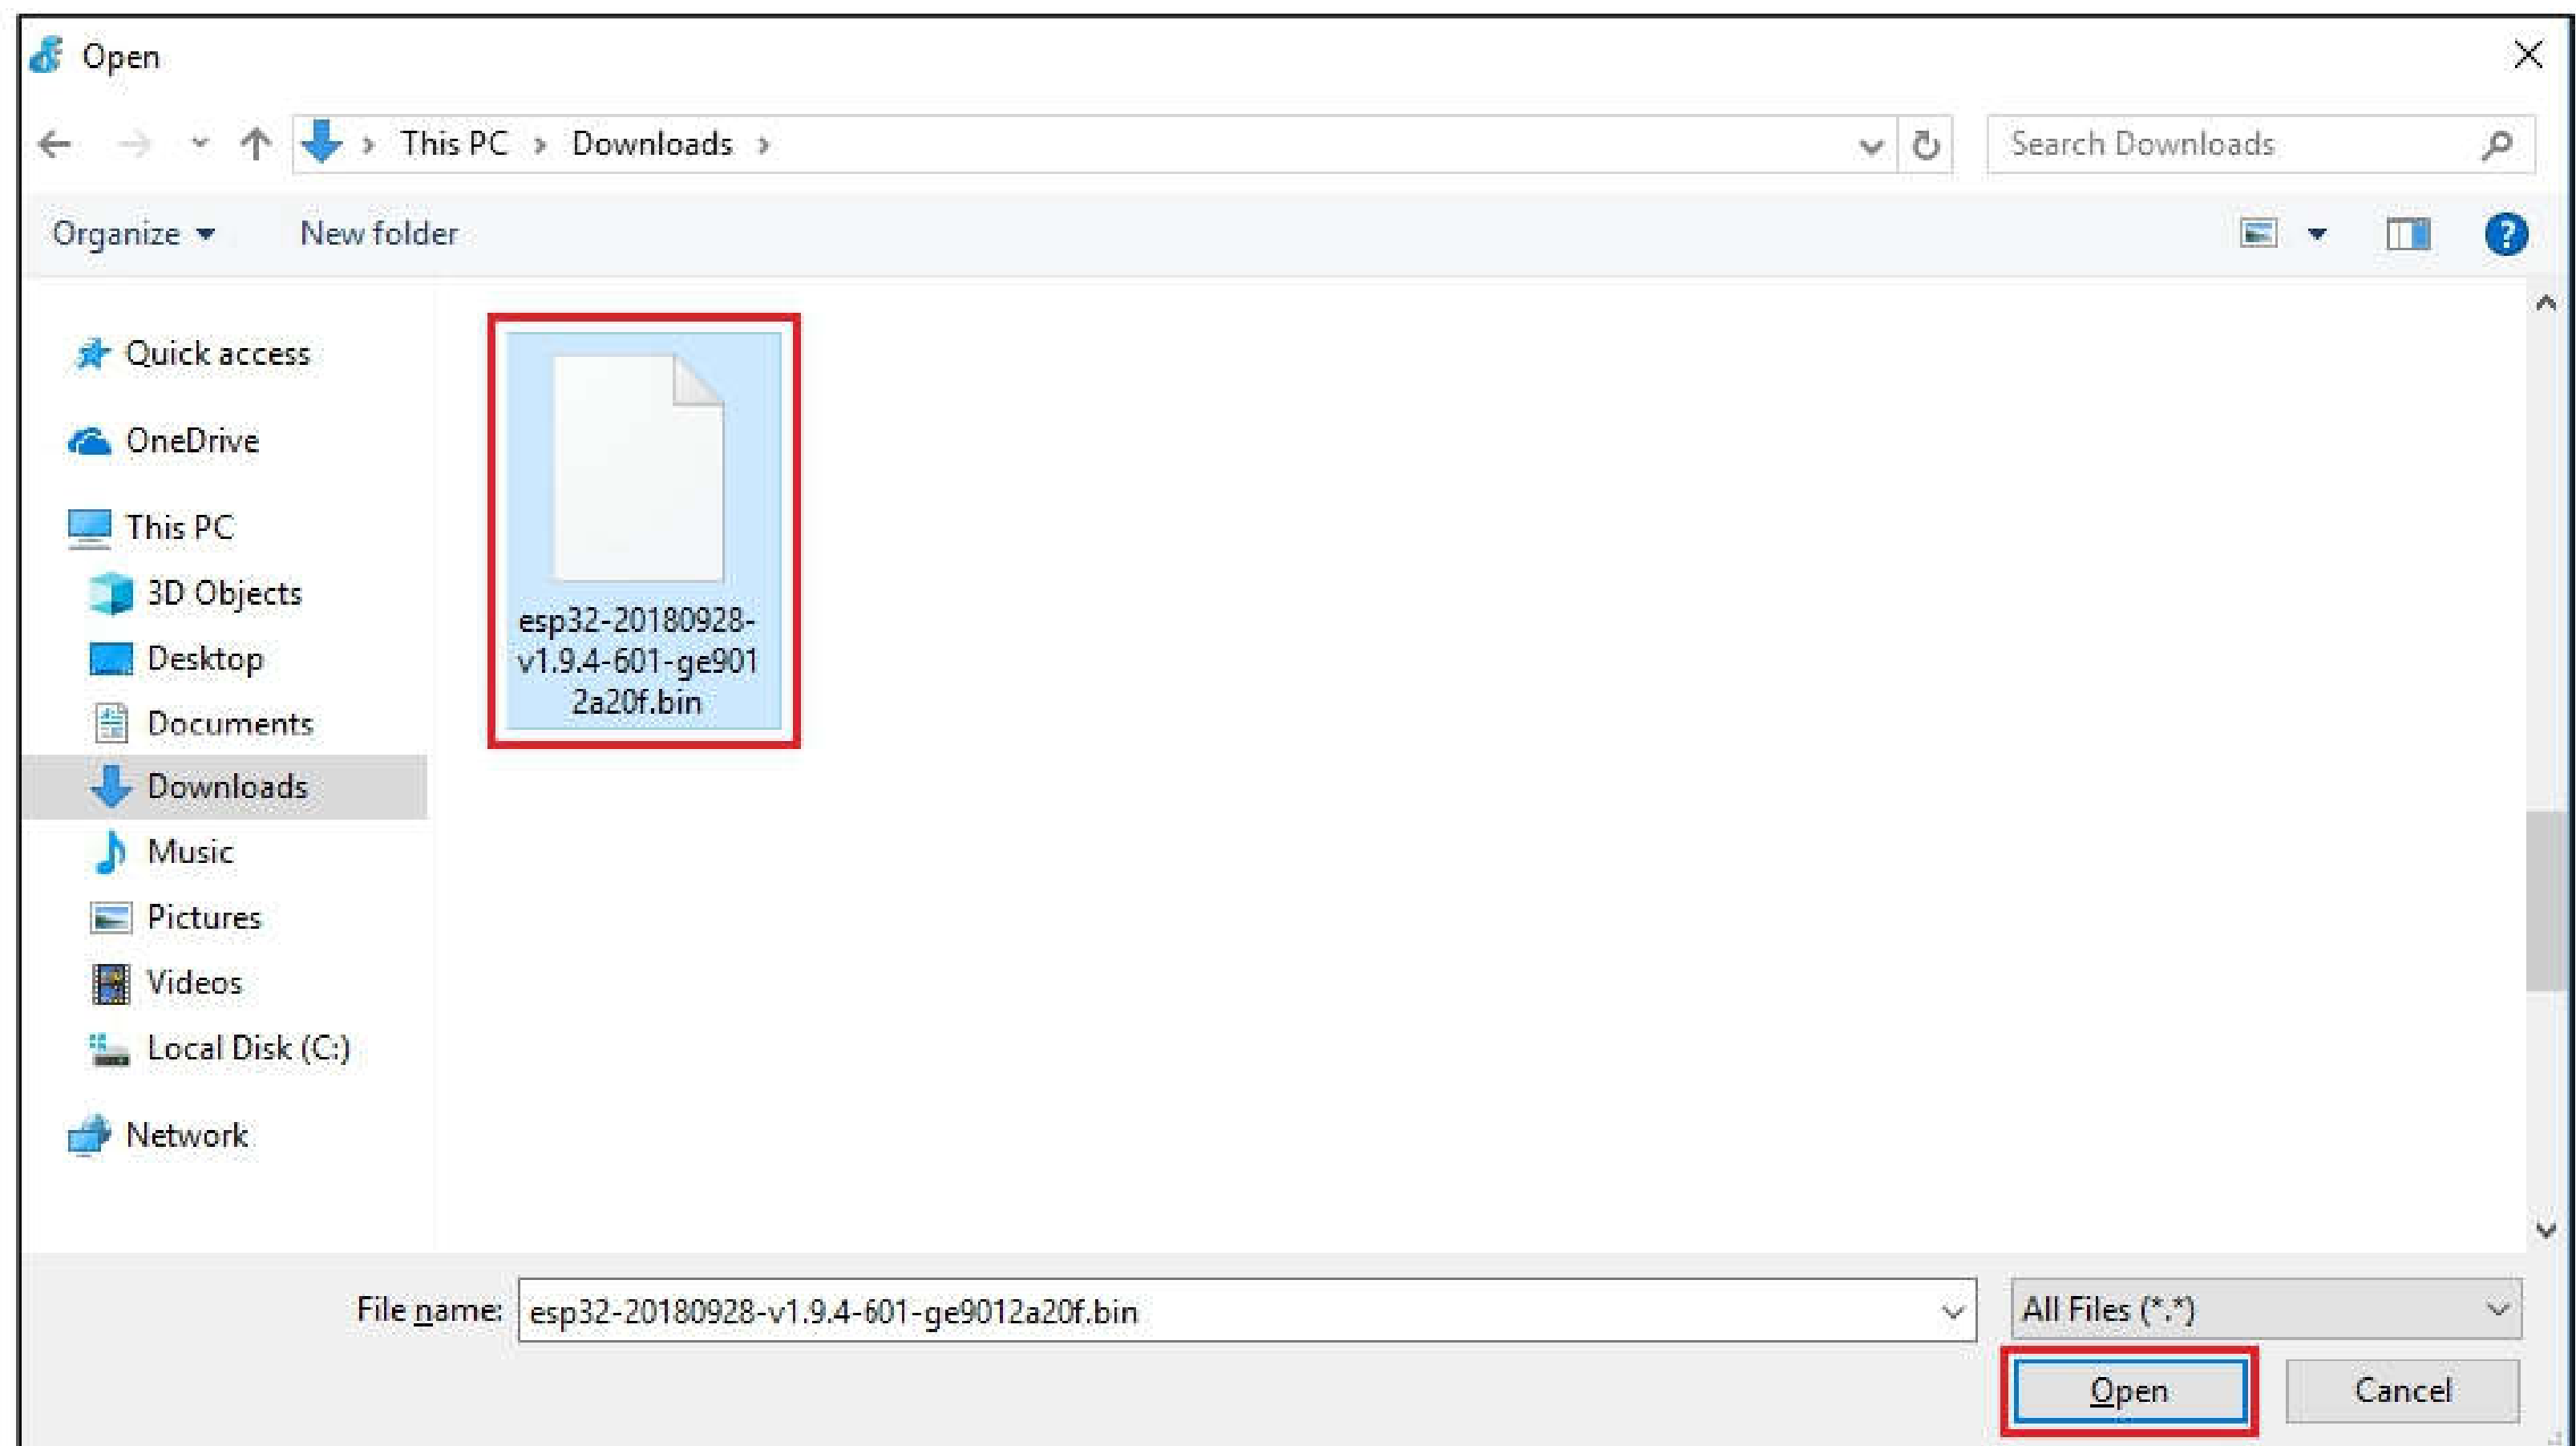 Open
This PC > Downloads >
Search Downloads
Organize
New folder
?
Quick access
OneDrive
This PC
3D Objects
Desktop
Documents
Downloads
Music
Pictures
Videos
Local Disk (C:)
Network
esp32-20180928-
v1.9.4-601-ge901
2a20f.bin
File name: esp32-20180928-v1.9.4-601-ge9012a20f.bin
All Files (*.*)
Open
Cancel